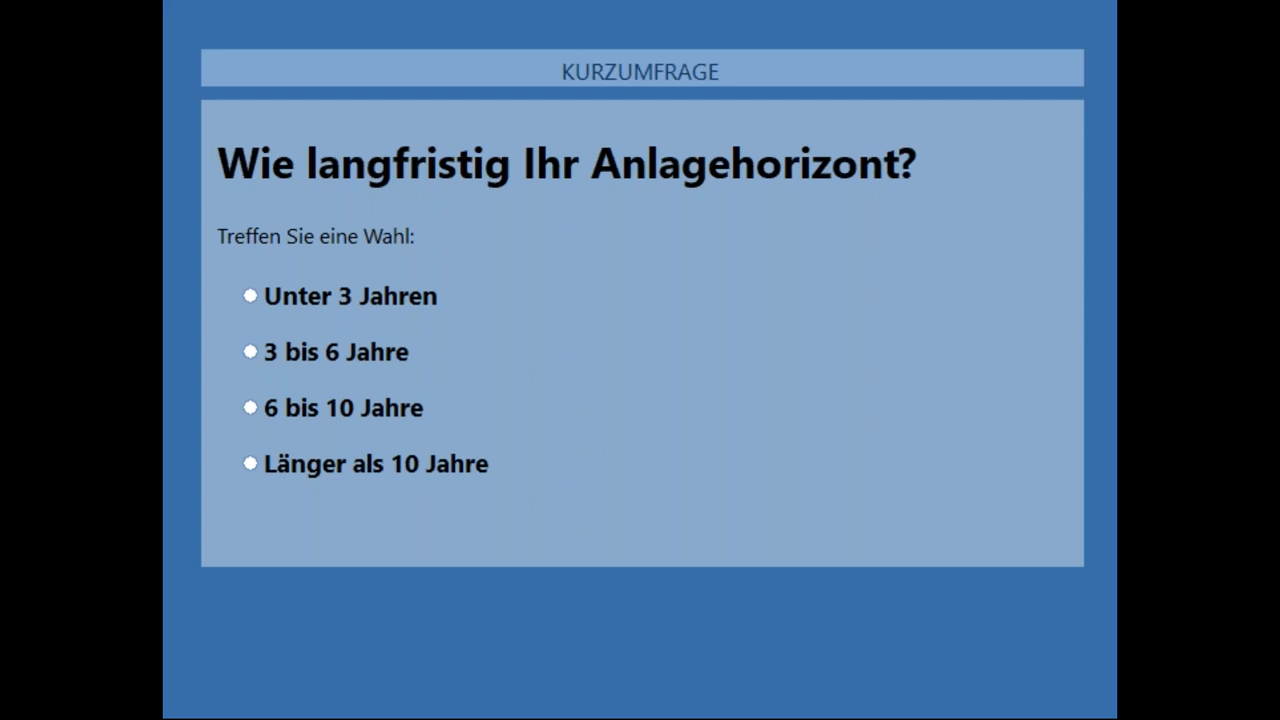 KURZUMFRAGE
Wie langfristig Ihr Anlagehorizont?
Treffen Sie eine Wahl:
Unter 3 Jahren
3 bis 6 Jahre
6 bis 10 Jahre
Länger als 10 Jahre